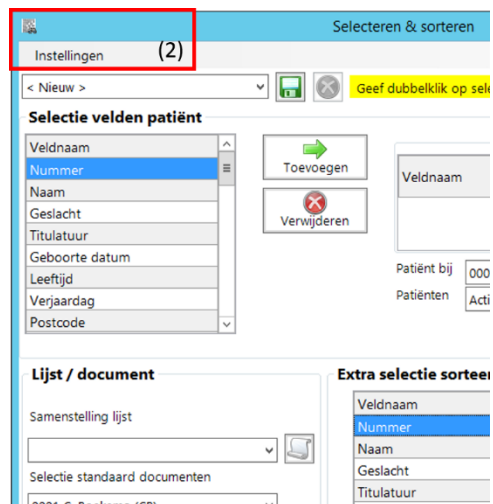 Selecteren & sorteren
Instellingen (2)
< Nieuw >
Geef dubbelklik op sel
Selectie velden patiënt
Veldnaam
Nummer
Naam
Geslacht
Titulatuur
Geboorte datum
Leeftijd
Verjaardag
Postcode
Toevoegen
Verwijderen
Veldnaam
Patiënt bij 000
Patiënten Acti
Lijst / document
Samenstelling lijst
Selectie standaard documenten
Extra selectie sorteer
Veldnaam
Nummer
Naam
Geslacht
Titulatuur